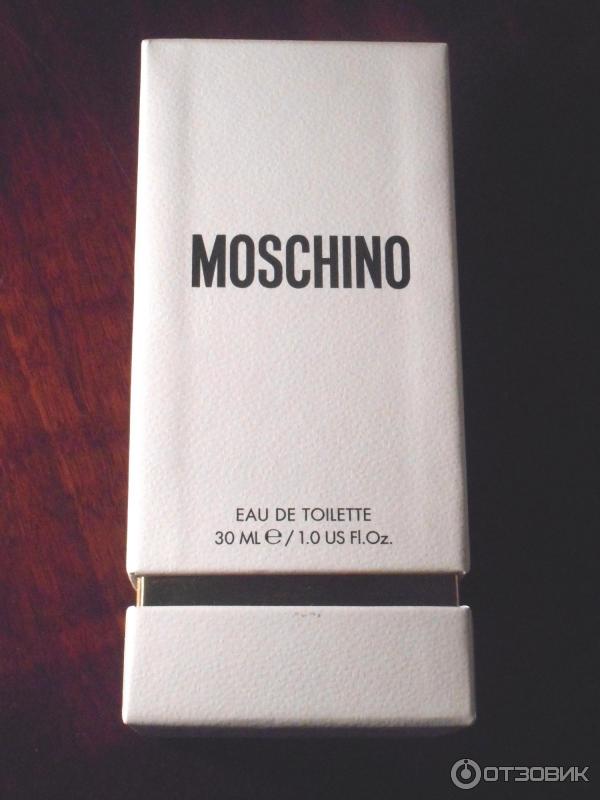 MOSCHINO
EAU DE TOILETTE
30 ML ℮ / 1.0 US Fl.Oz.
ОТЗОВИК